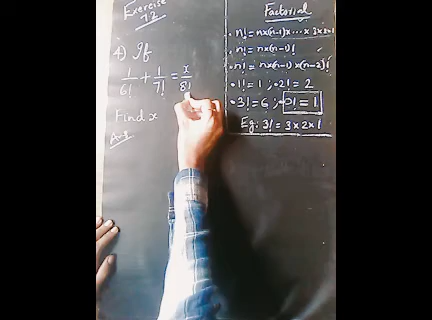 Exercise
7.2
4) If
1/6! + 1/7! = x/8!
Find x
Ans
Factorial
• n! = n×(n-1)× ... × 3×2×1
• n! = n×(n-1)!
• n! = n×(n-1)×(n-2)!
• 1! = 1 ; • 2! = 2
• 3! = 6 ; • 0! = 1
Eg: 3! = 3×2×1